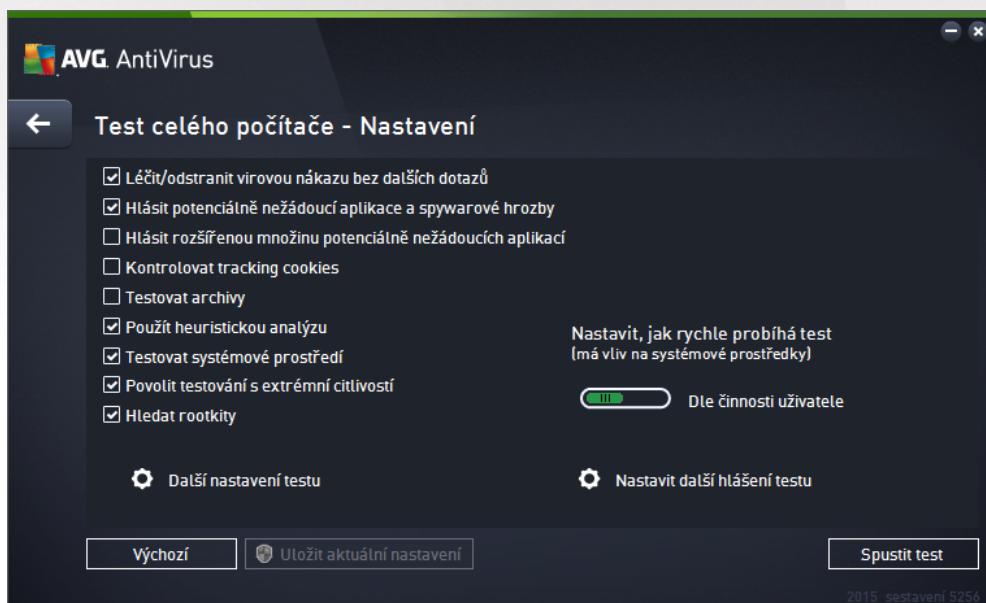 AVG. AntiVirus
Test celého počítače - Nastavení
Léčit/odstranit virovou nákazu bez dalších dotazů
Hlásit potenciálně nežádoucí aplikace a spywarové hrozby
Hlásit rozšířenou množinu potenciálně nežádoucích aplikací
Kontrolovat tracking cookies
Testovat archivy
Použít heuristickou analýzu
Testovat systémové prostředí
Povolit testování s extrémní citlivostí
Hledat rootkity
Nastavit, jak rychle probíhá test
(má vliv na systémové prostředky)
Dle činnosti uživatele
Další nastavení testu
Nastavit další hlášení testu
Výchozí
Uložit aktuální nastavení
Spustit test
2015 sestavení 5256